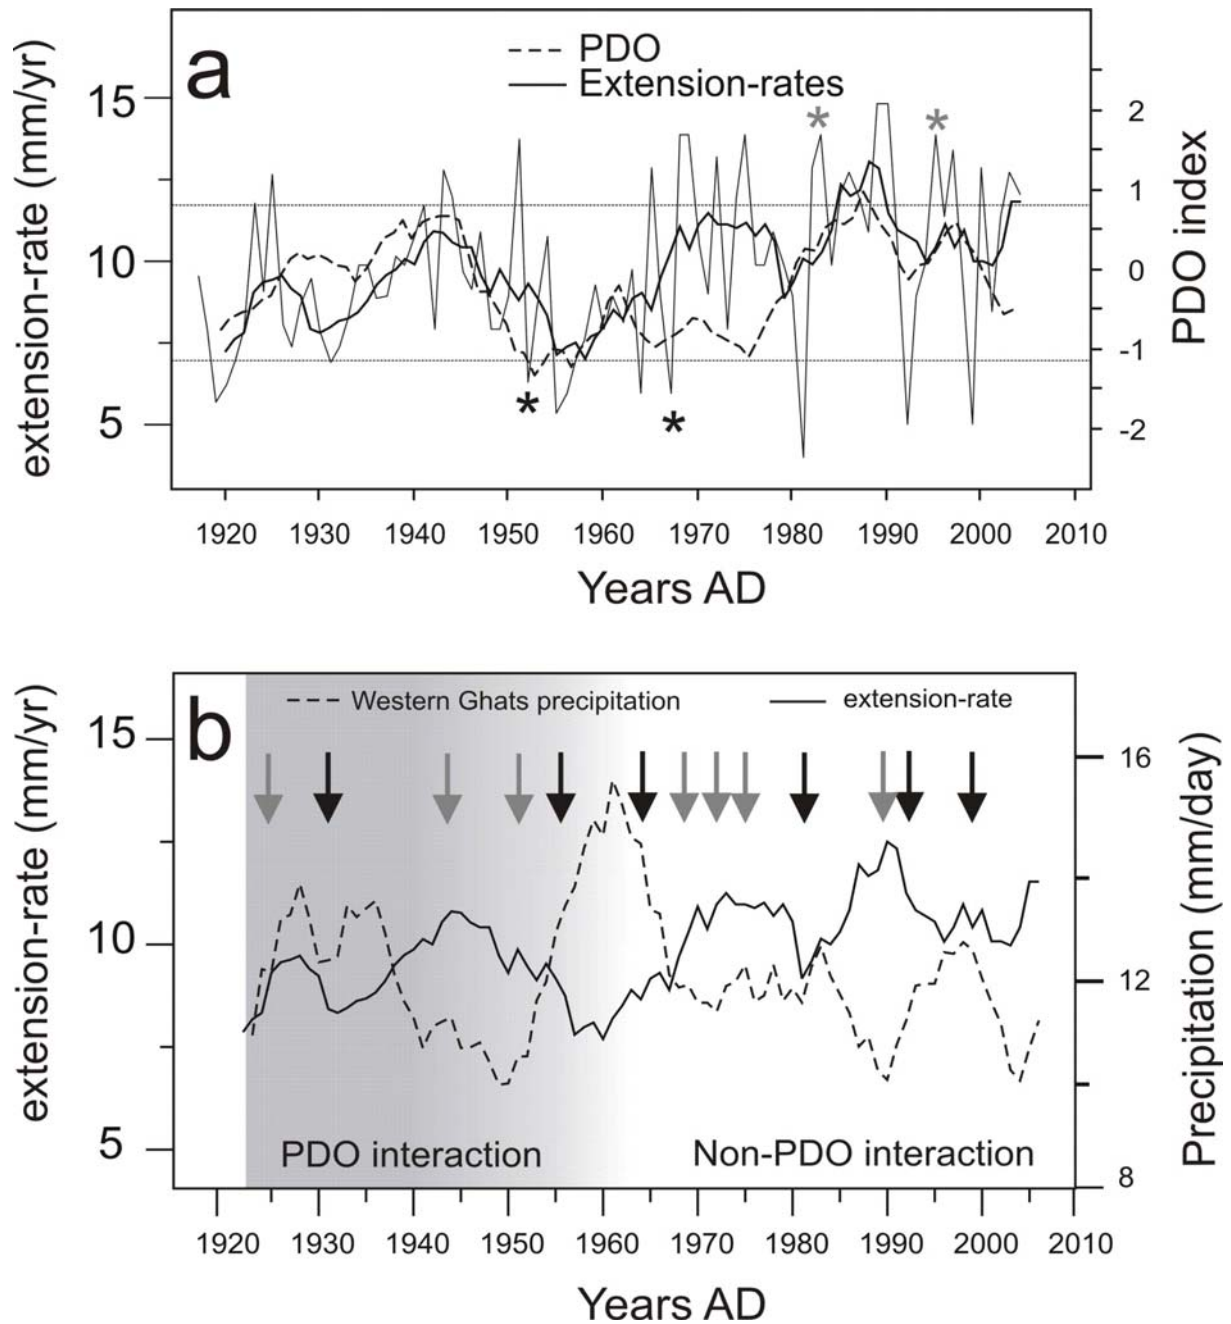 a
PDO
Extension-rates
extension-rate (mm/yr)
15
10
5
PDO index
2
1
0
-1
-2
*
*
*
*
1920 1930 1940 1950 1960 1970 1980 1990 2000 2010
Years AD
b
Western Ghats precipitation
extension-rate
extension-rate (mm/yr)
15
10
5
Precipitation (mm/day)
16
12
8
PDO interaction
Non-PDO interaction
1920 1930 1940 1950 1960 1970 1980 1990 2000 2010
Years AD